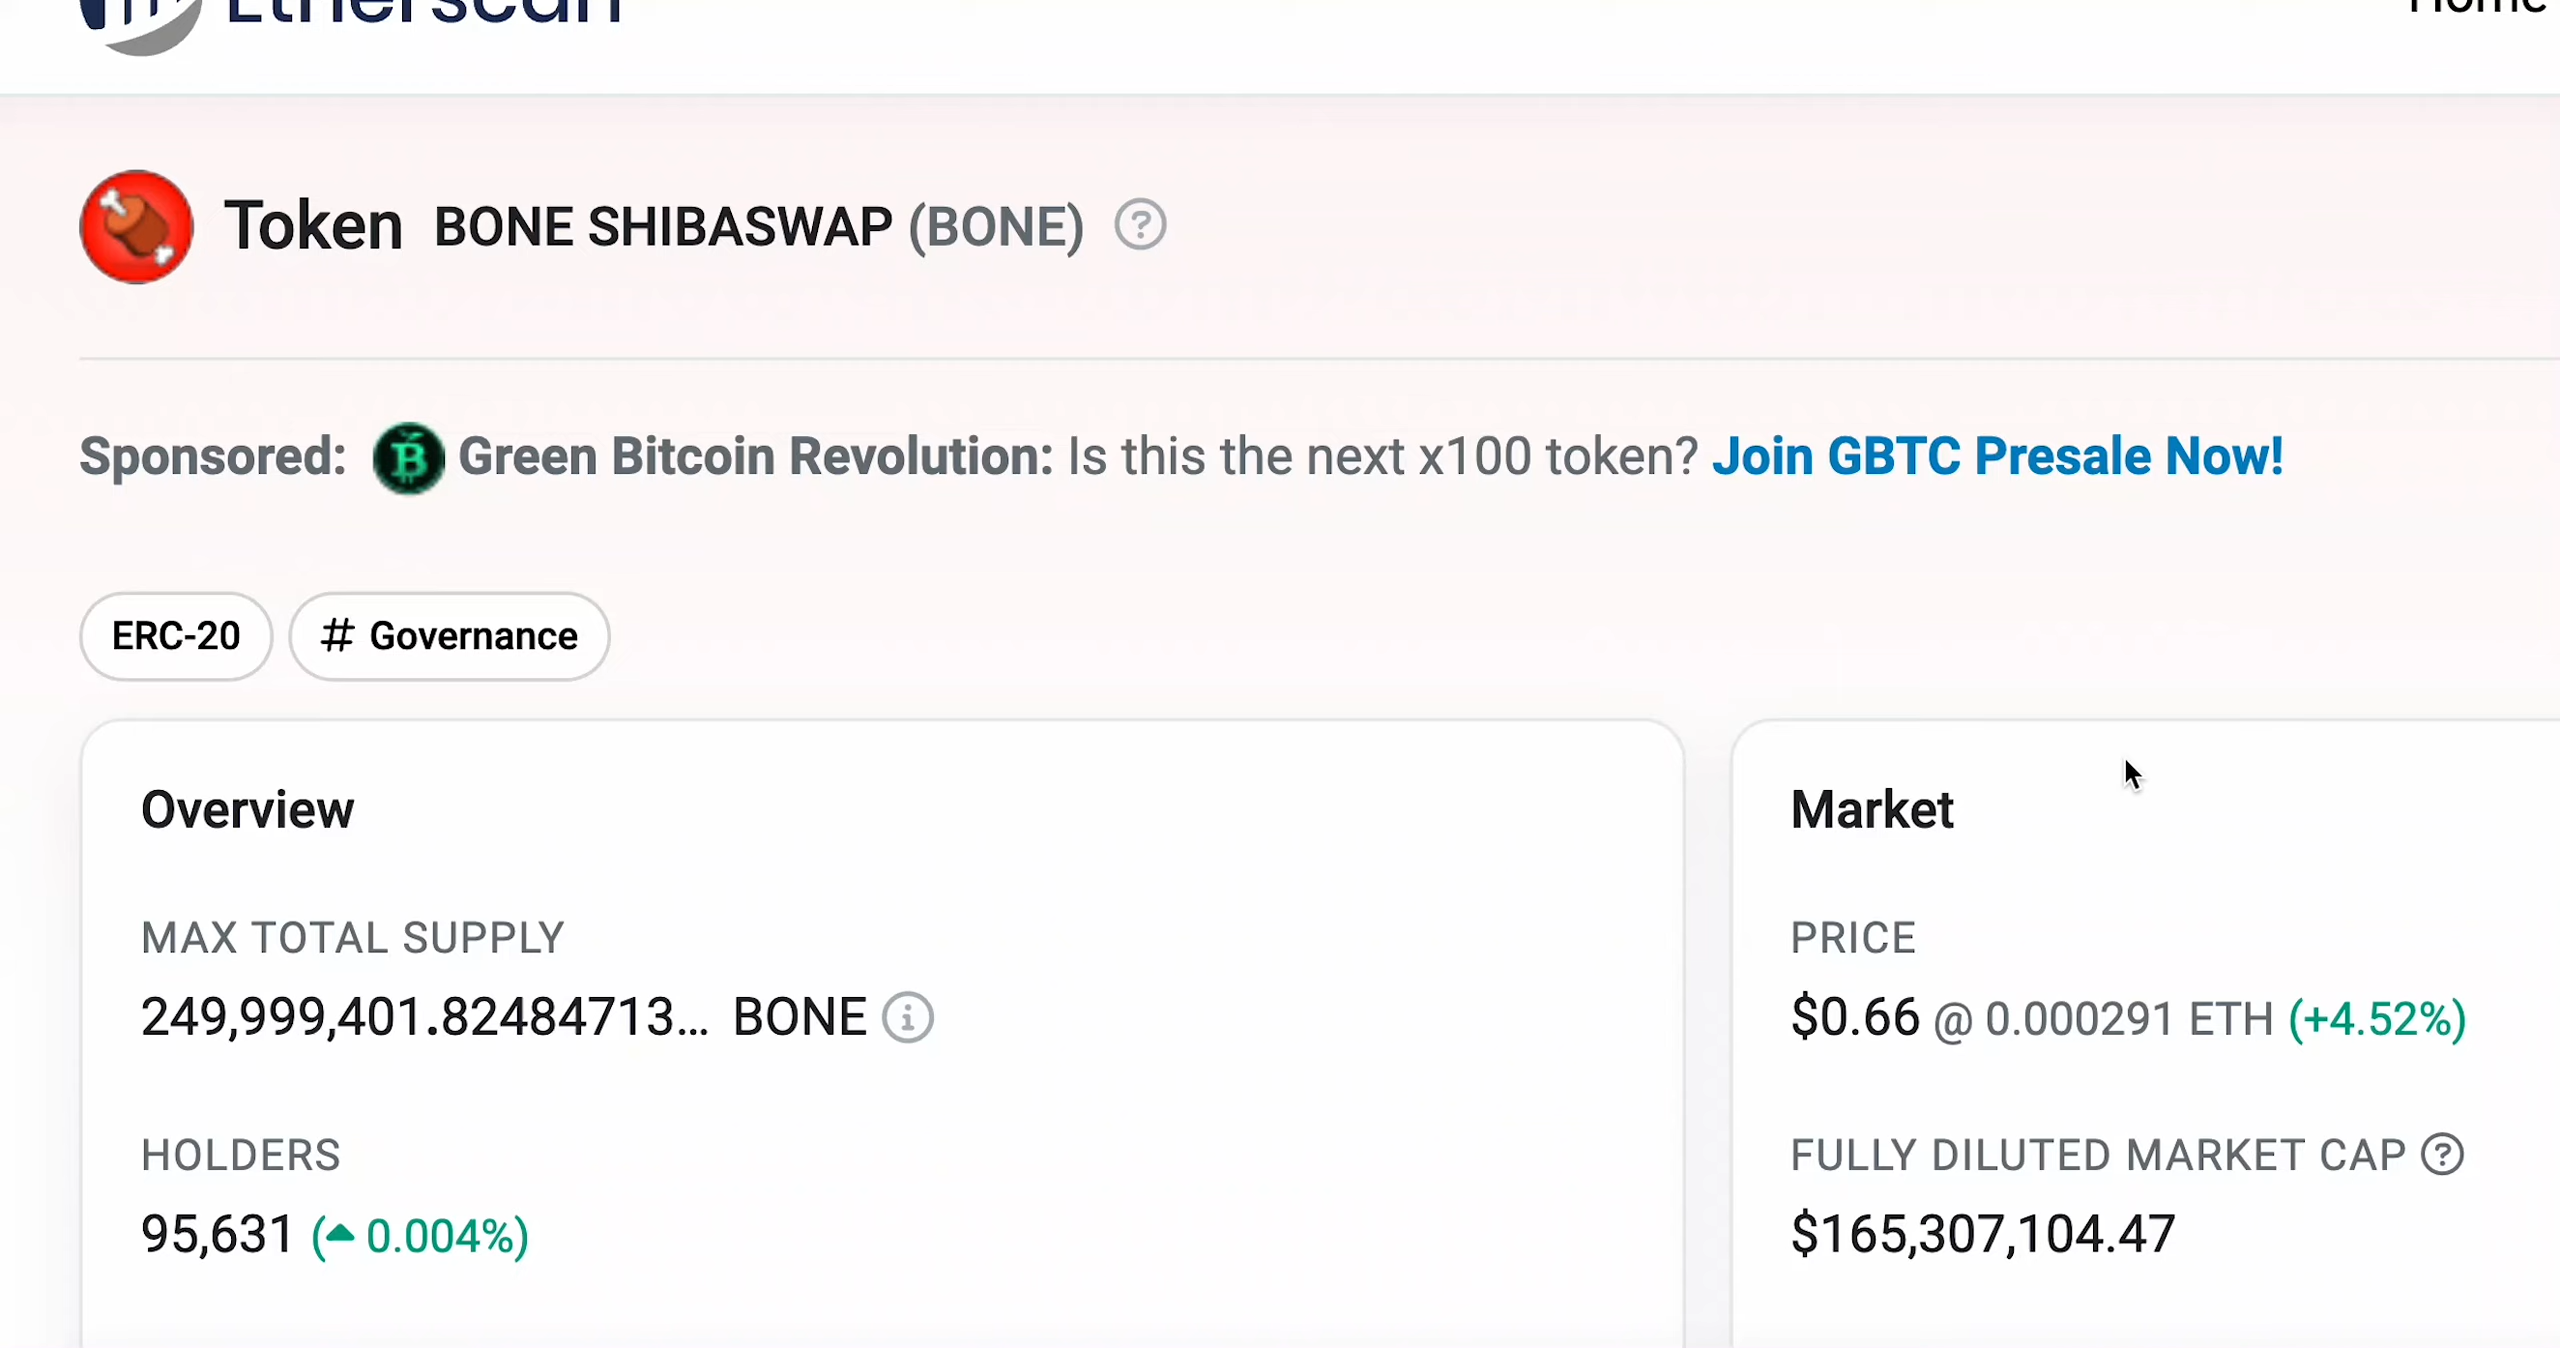 Etherscan
Home
Token BONE SHIBASWAP (BONE)
Sponsored: Green Bitcoin Revolution: Is this the next x100 token? Join GBTC Presale Now!
ERC-20 # Governance
Overview
MAX TOTAL SUPPLY
249,999,401.82484713... BONE
HOLDERS
95,631 (0.004%)
Market
PRICE
$0.66 @ 0.000291 ETH (+4.52%)
FULLY DILUTED MARKET CAP
$165,307,104.47